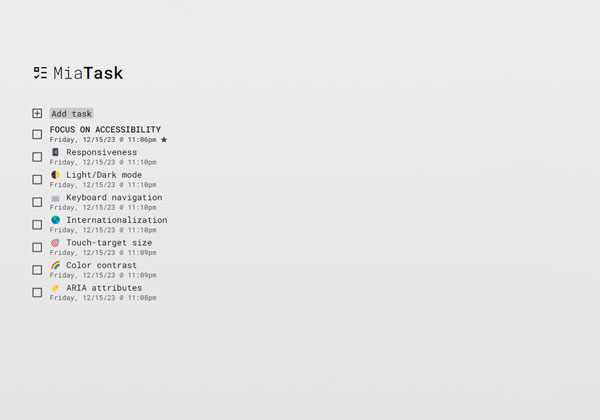 MiaTask
Add task
FOCUS ON ACCESSIBILITY
Friday, 12/15/23 @ 11:06pm ★
Responsiveness
Friday, 12/15/23 @ 11:10pm
Light/Dark mode
Friday, 12/15/23 @ 11:10pm
Keyboard navigation
Friday, 12/15/23 @ 11:10pm
Internationalization
Friday, 12/15/23 @ 11:10pm
Touch-target size
Friday, 12/15/23 @ 11:09pm
Color contrast
Friday, 12/15/23 @ 11:09pm
ARIA attributes
Friday, 12/15/23 @ 11:08pm